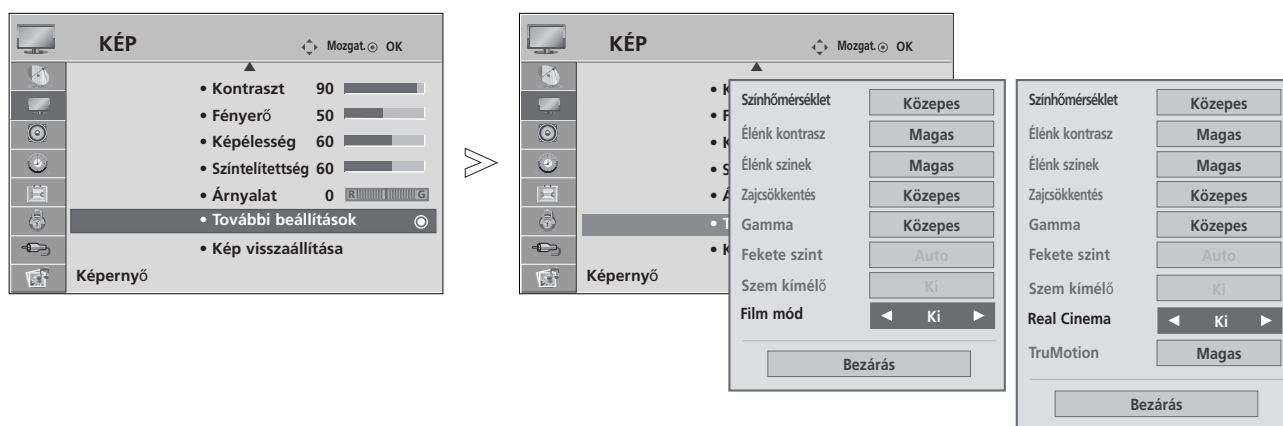 KÉP Mozgat. OK
• Kontraszt 90
• Fényerő 50
• Képélesség 60
• Színtelítettség 60
• Árnyalat 0 R G
• További beállítások
• Kép visszaállítása
Képernyő
KÉP Mozgat. OK
• K
• F
• K
• S
• Á
• T
• K
Képernyő
Színhőmérséklet Közepes
Élénk kontrasz Magas
Élénk szinek Magas
Zajcsökkentés Közepes
Gamma Közepes
Fekete szint Auto
Szem kímélő Ki
Film mód ◀ Ki ▶
Bezárás
Színhőmérséklet Közepes
Élénk kontrasz Magas
Élénk szinek Magas
Zajcsökkentés Közepes
Gamma Közepes
Fekete szint Auto
Szem kímélő Ki
Real Cinema ◀ Ki ▶
TruMotion Magas
Bezárás